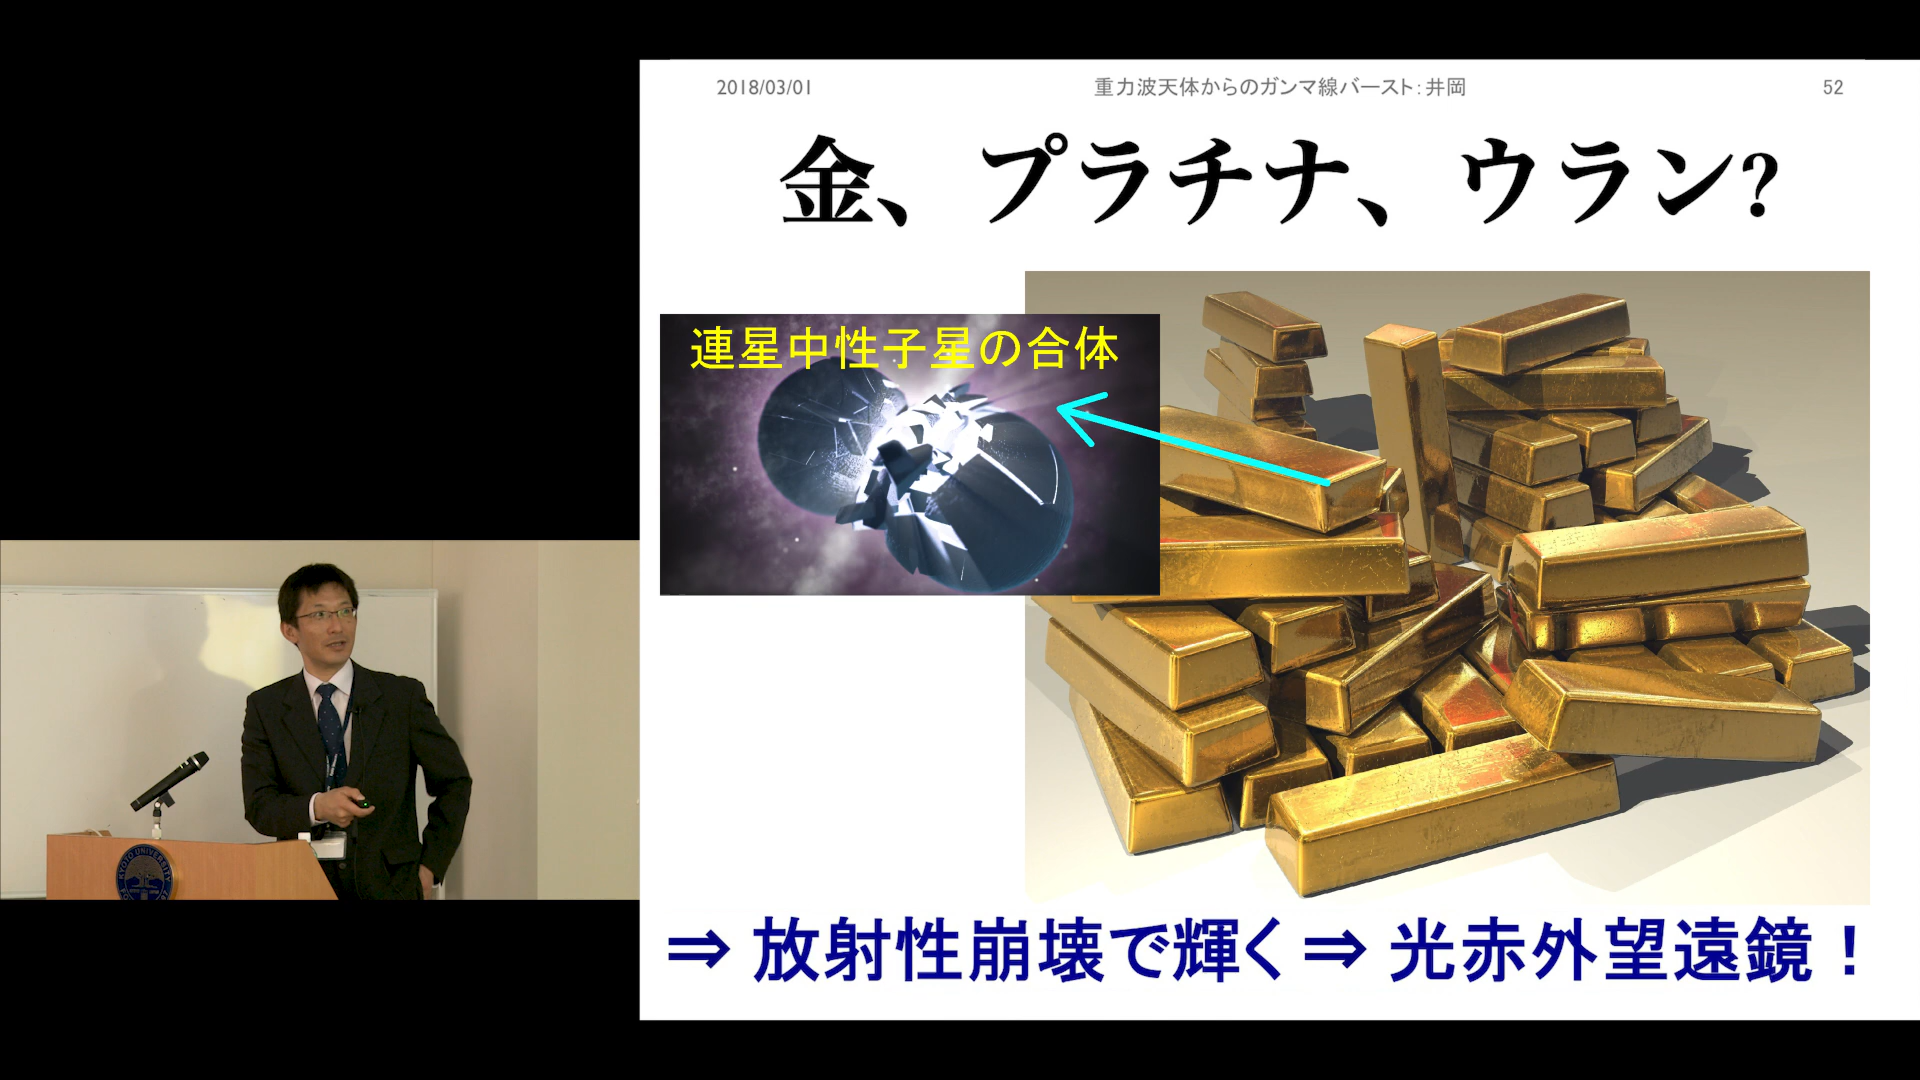 2018/03/01
重力波天体からのガンマ線バースト：井岡
52
金、プラチナ、ウラン?
連星中性子星の合体
⇒ 放射性崩壊で輝く ⇒ 光赤外望遠鏡！
KYOTO UNIVERSITY